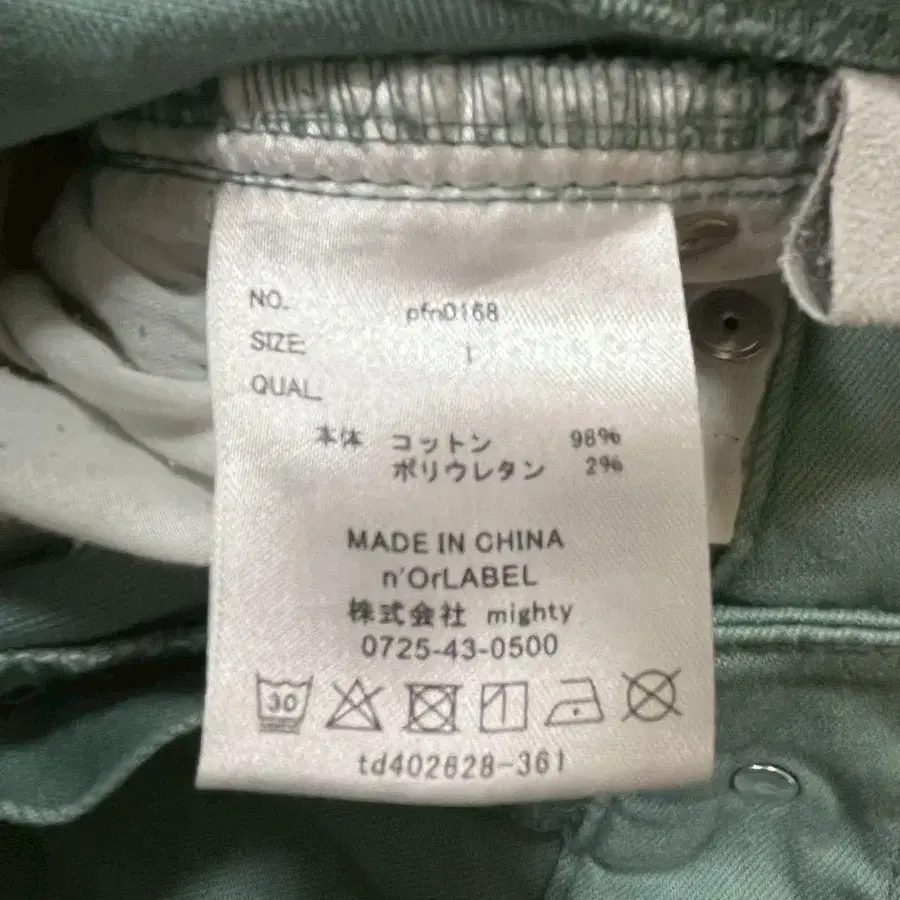 NO. pfn0168
SIZE: 1
QUAL.
本体 コットン 98%
ポリウレタン 2%
MADE IN CHINA
n'OrLABEL
株式会社 mighty
0725-43-0500
30
td402628-361